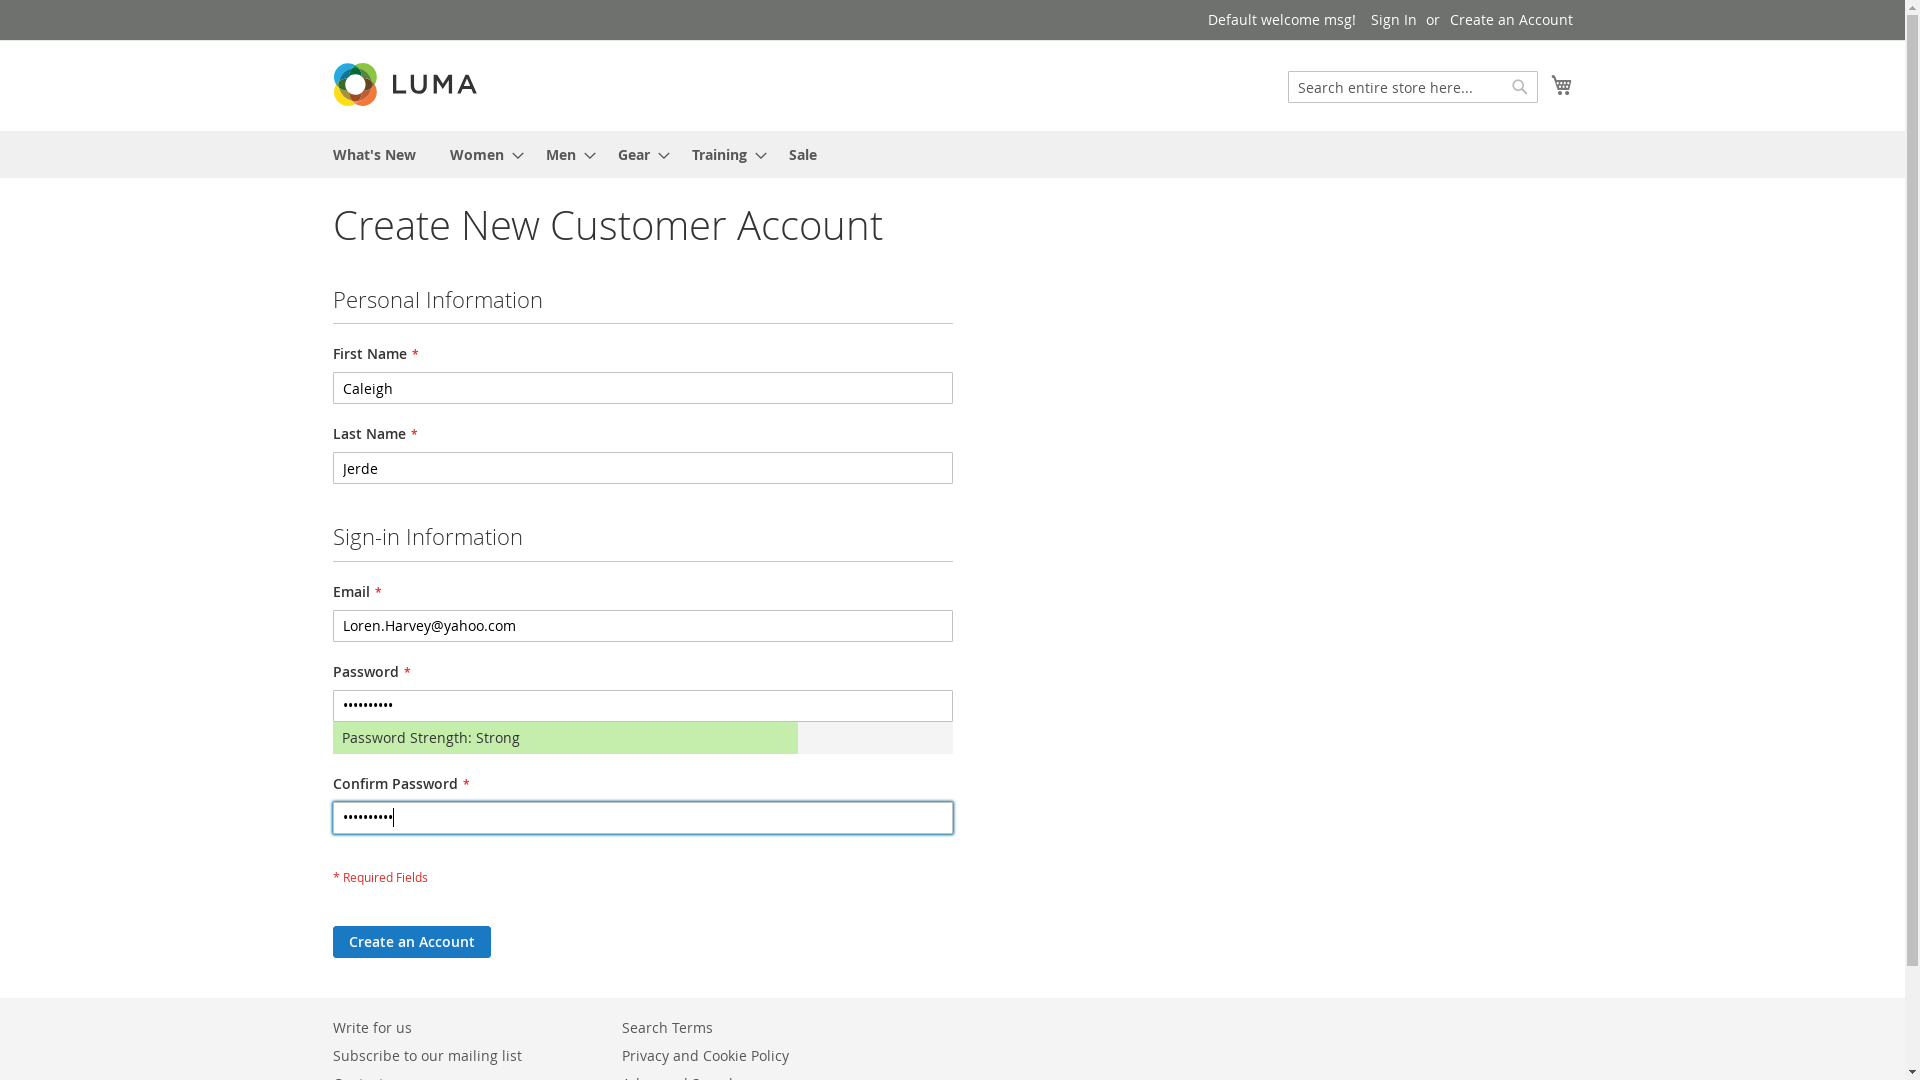 Default welcome msg! Sign In or Create an Account
LUMA
Search entire store here...
What's New Women Men Gear Training Sale
Create New Customer Account
Personal Information
First Name *
Caleigh
Last Name *
Jerde
Sign-in Information
Email *
Loren.Harvey@yahoo.com
Password *
••••••••••
Password Strength: Strong
Confirm Password *
••••••••••
* Required Fields
Create an Account
Write for us
Search Terms
Subscribe to our mailing list
Privacy and Cookie Policy